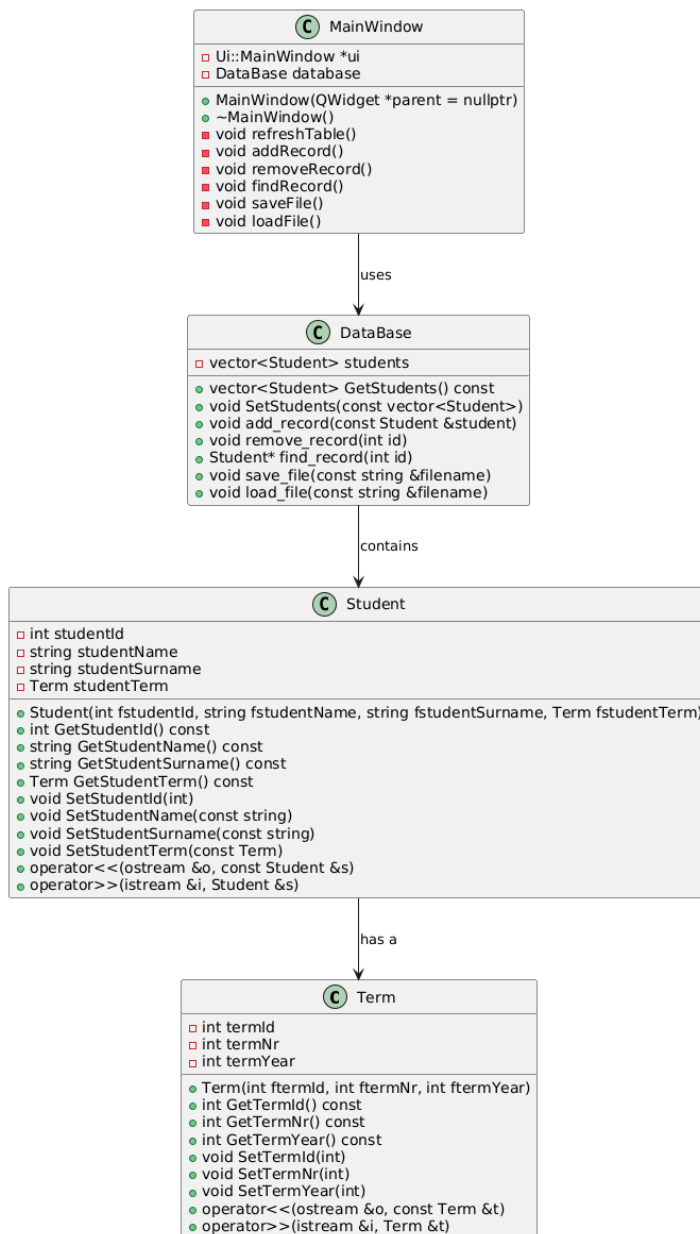 C MainWindow
Ui::MainWindow *ui
DataBase database
MainWindow(QWidget *parent = nullptr)
~MainWindow()
void refreshTable()
void addRecord()
void removeRecord()
void findRecord()
void saveFile()
void loadFile()
uses
C DataBase
vector<Student> students
vector<Student> GetStudents() const
void SetStudents(const vector<Student>)
void add_record(const Student &student)
void remove_record(int id)
Student* find_record(int id)
void save_file(const string &filename)
void load_file(const string &filename)
contains
C Student
int studentId
string studentName
string studentSurname
Term studentTerm
Student(int fstudentId, string fstudentName, string fstudentSurname, Term fstudentTerm)
int GetStudentId() const
string GetStudentName() const
string GetStudentSurname() const
Term GetStudentTerm() const
void SetStudentId(int)
void SetStudentName(const string)
void SetStudentSurname(const string)
void SetStudentTerm(const Term)
operator<<(ostream &o, const Student &s)
operator>>(istream &i, Student &s)
has a
C Term
int termId
int termNr
int termYear
Term(int ftermId, int ftermNr, int ftermYear)
int GetTermId() const
int GetTermNr() const
int GetTermYear() const
void SetTermId(int)
void SetTermNr(int)
void SetTermYear(int)
operator<<(ostream &o, const Term &t)
operator>>(istream &i, Term &t)